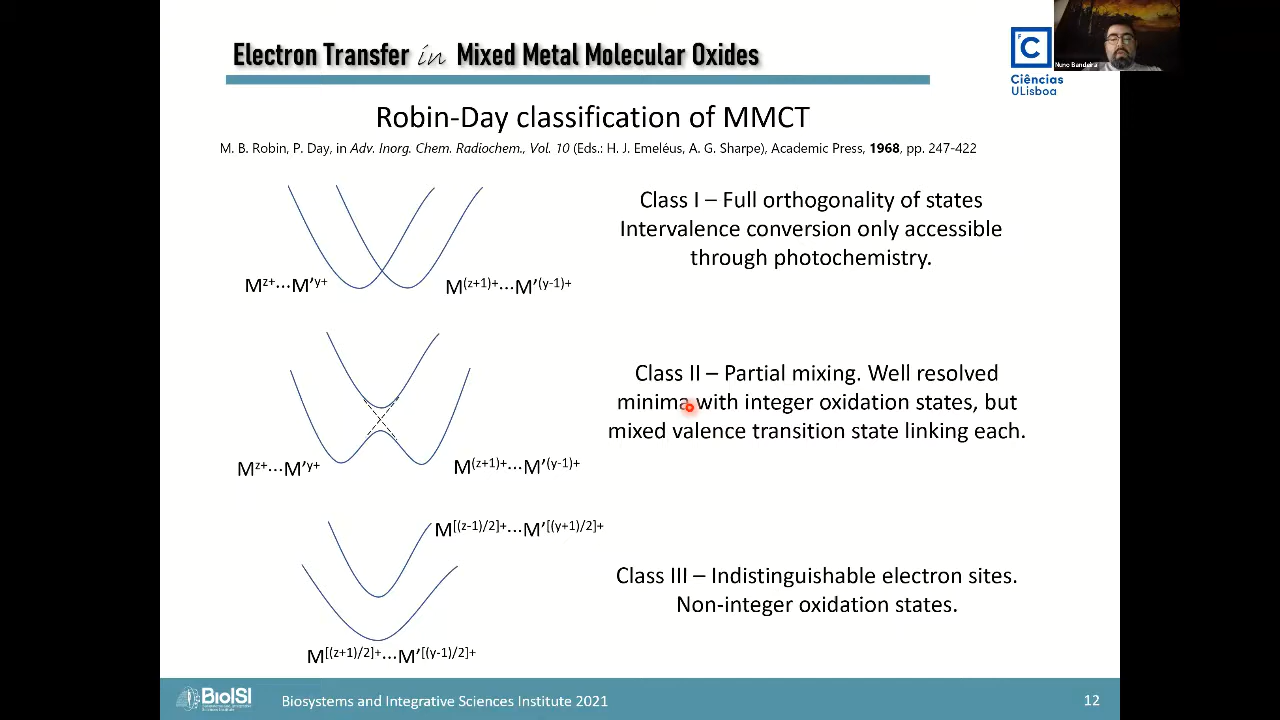 Electron Transfer in Mixed Metal Molecular Oxides
C
Ciências
ULisboa
Nuno Bandeira
Robin-Day classification of MMCT
M. B. Robin, P. Day, in Adv. Inorg. Chem. Radiochem., Vol. 10 (Eds.: H. J. Emeléus, A. G. Sharpe), Academic Press, 1968, pp. 247-422
Class I – Full orthogonality of states
Intervalence conversion only accessible
through photochemistry.
M^z+···M′^y+
M^(z+1)+···M′^(y-1)+
Class II – Partial mixing. Well resolved
minima with integer oxidation states, but
mixed valence transition state linking each.
M^z+···M′^y+
M^(z+1)+···M′^(y-1)+
M^[(z-1)/2]+···M′^[(y+1)/2]+
Class III – Indistinguishable electron sites.
Non-integer oxidation states.
M^[(z+1)/2]+···M′^[(y-1)/2]+
BioISI
Biosystems and Integrative Sciences Institute 2021
12